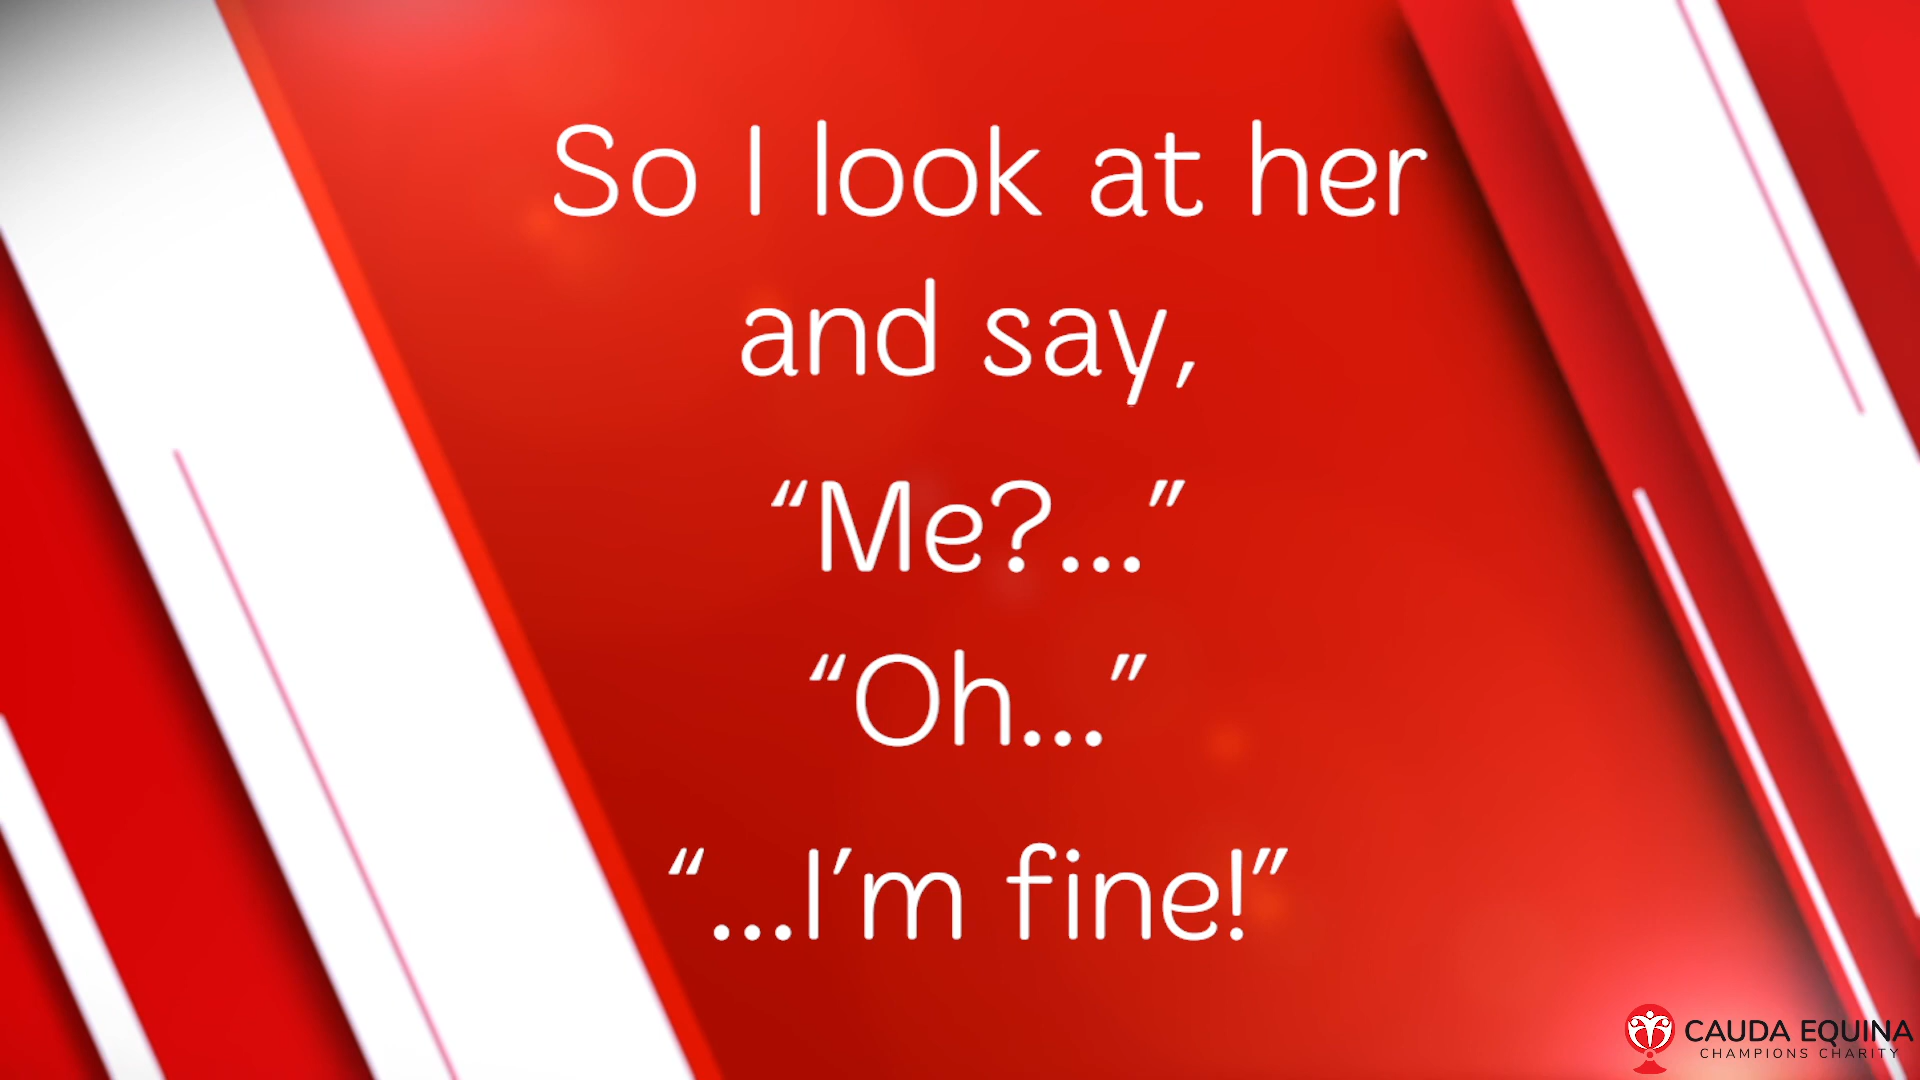 So I look at her
and say,
“Me?...”
“Oh...”
“...I’m fine!”
CAUDA EQUINA
CHAMPIONS CHARITY